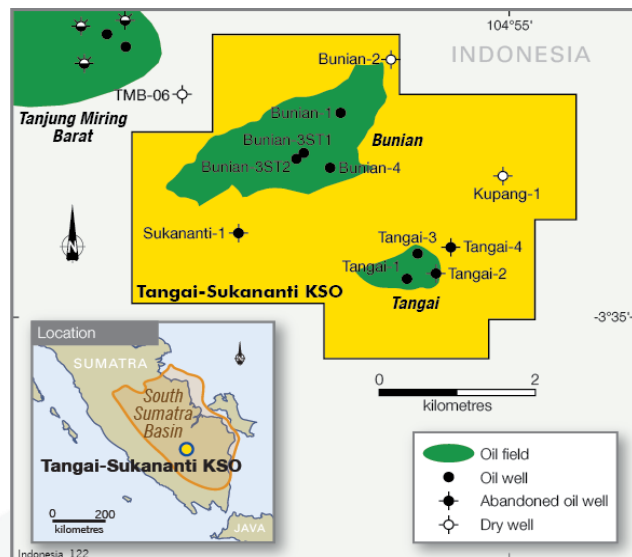 104°55'
INDONESIA
Bunian-2
TMB-06
Tanjung Miring
Barat
Bunian 1
Bunian
Bunian 3ST1
Bunian 3ST2
Bunian-4
Kupang-1
Sukananti-1
Tangai-3
Tangai-4
Tangai 1
Tangai-2
Tangai-Sukananti KSO
Tangai
-3°35'
N
0 2
kilometres
Location
N
SUMATRA
South
Sumatra
Basin
Tangai-Sukananti KSO
0 200
kilometres
JAVA
Oil field
Oil well
Abandoned oil well
Dry well
Indonesia_122